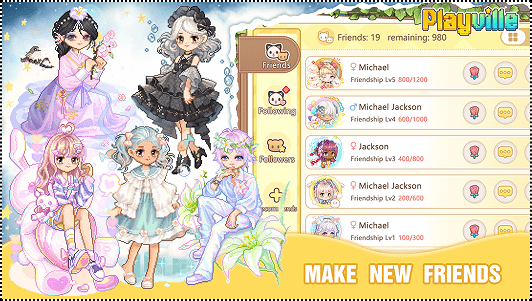 Playville
Friends: 19 remaining: 980
Friends
Following
Followers
Michael
Friendship Lv5 800/1200
Michael Jackson
Friendship Lv4 600/1000
Jackson
Friendship Lv3 400/800
Michael Jackson
Friendship Lv2 200/600
Michael
Friendship Lv1 100/300
MAKE NEW FRIENDS